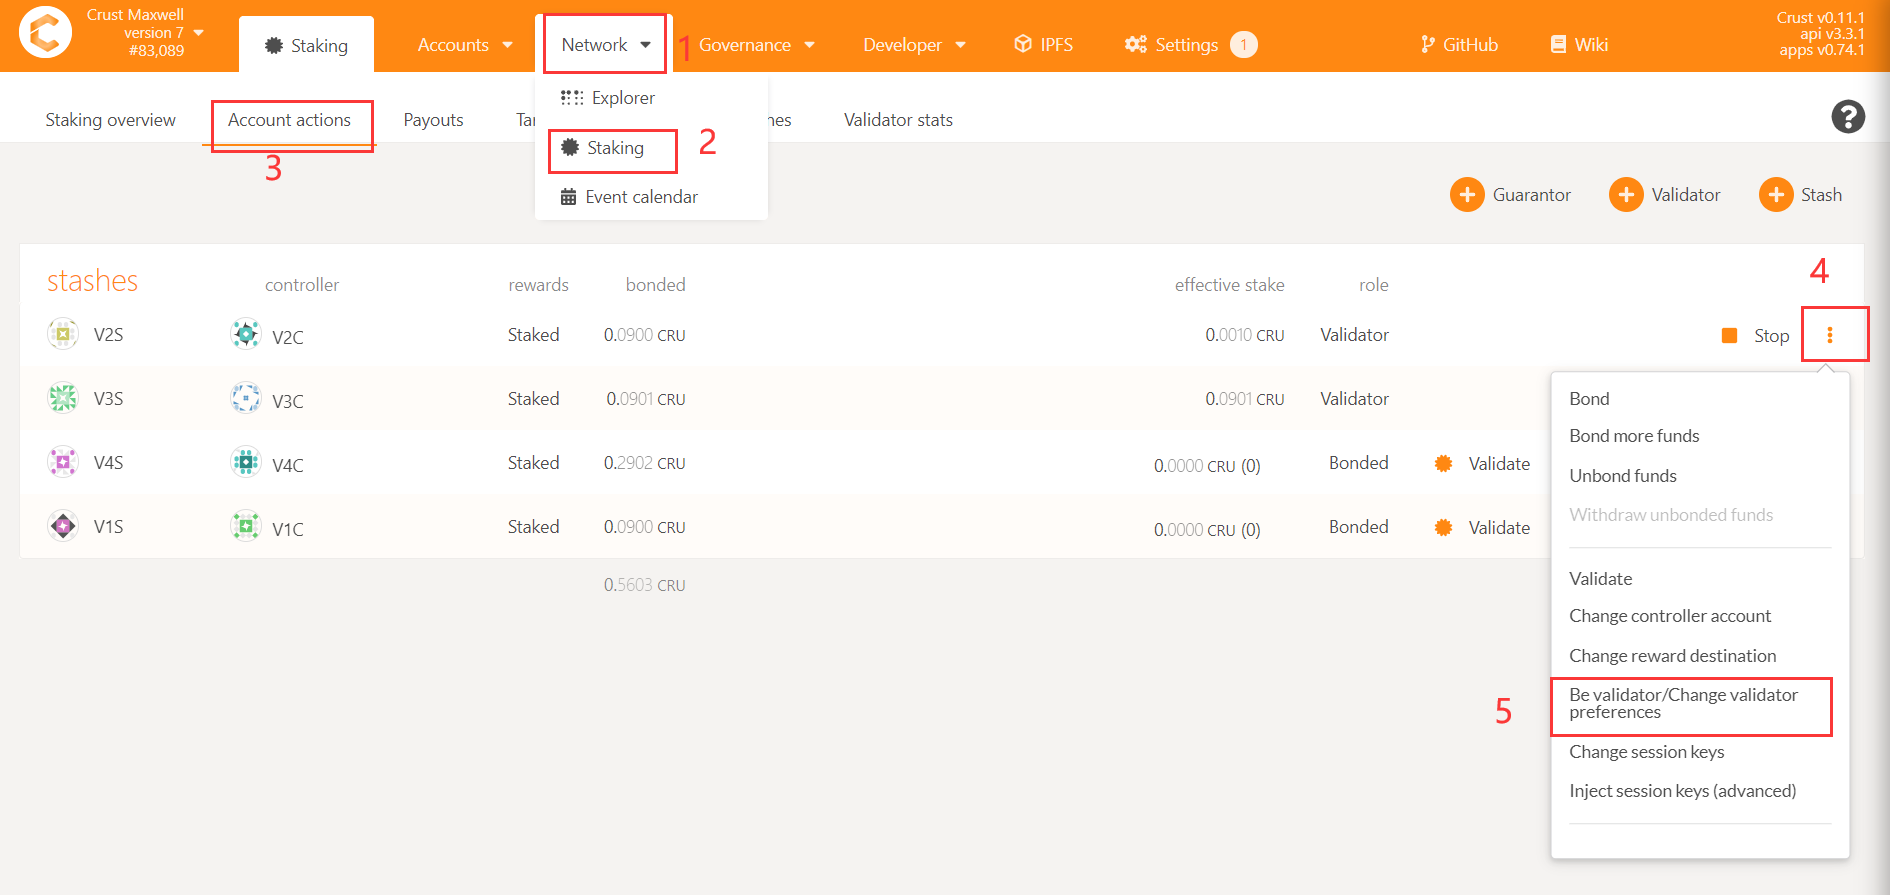 Crust Maxwell
version 7
#83,089
Staking
Accounts
Network
1
Governance
Developer
IPFS
Settings
1
GitHub
Wiki
Crust v0.11.1
api v3.3.1
apps v0.74.1
Explorer
Staking
2
Event calendar
Staking overview
Account actions
3
Payouts
Validator stats
?
Guarantor
Validator
Stash
stashes
controller
rewards
bonded
effective stake
role
4
V2S
V2C
Staked
0.0900 CRU
0.0010 CRU
Validator
Stop
V3S
V3C
Staked
0.0901 CRU
0.0901 CRU
Validator
V4S
V4C
Staked
0.2902 CRU
0.0000 CRU (0)
Bonded
Validate
V1S
V1C
Staked
0.0900 CRU
0.0000 CRU (0)
Bonded
Validate
0.5603 CRU
Bond
Bond more funds
Unbond funds
Withdraw unbonded funds
Validate
Change controller account
Change reward destination
5
Be validator/Change validator
preferences
Change session keys
Inject session keys (advanced)